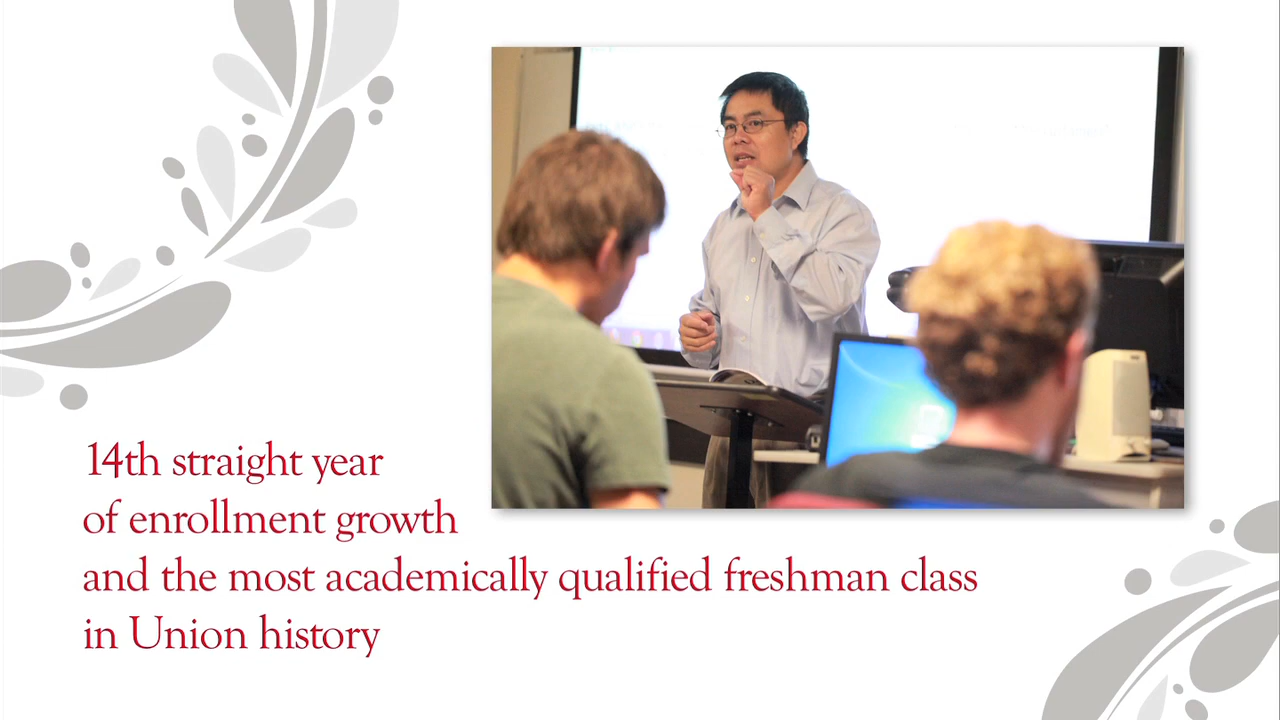 14th straight year
of enrollment growth
and the most academically qualified freshman class
in Union history